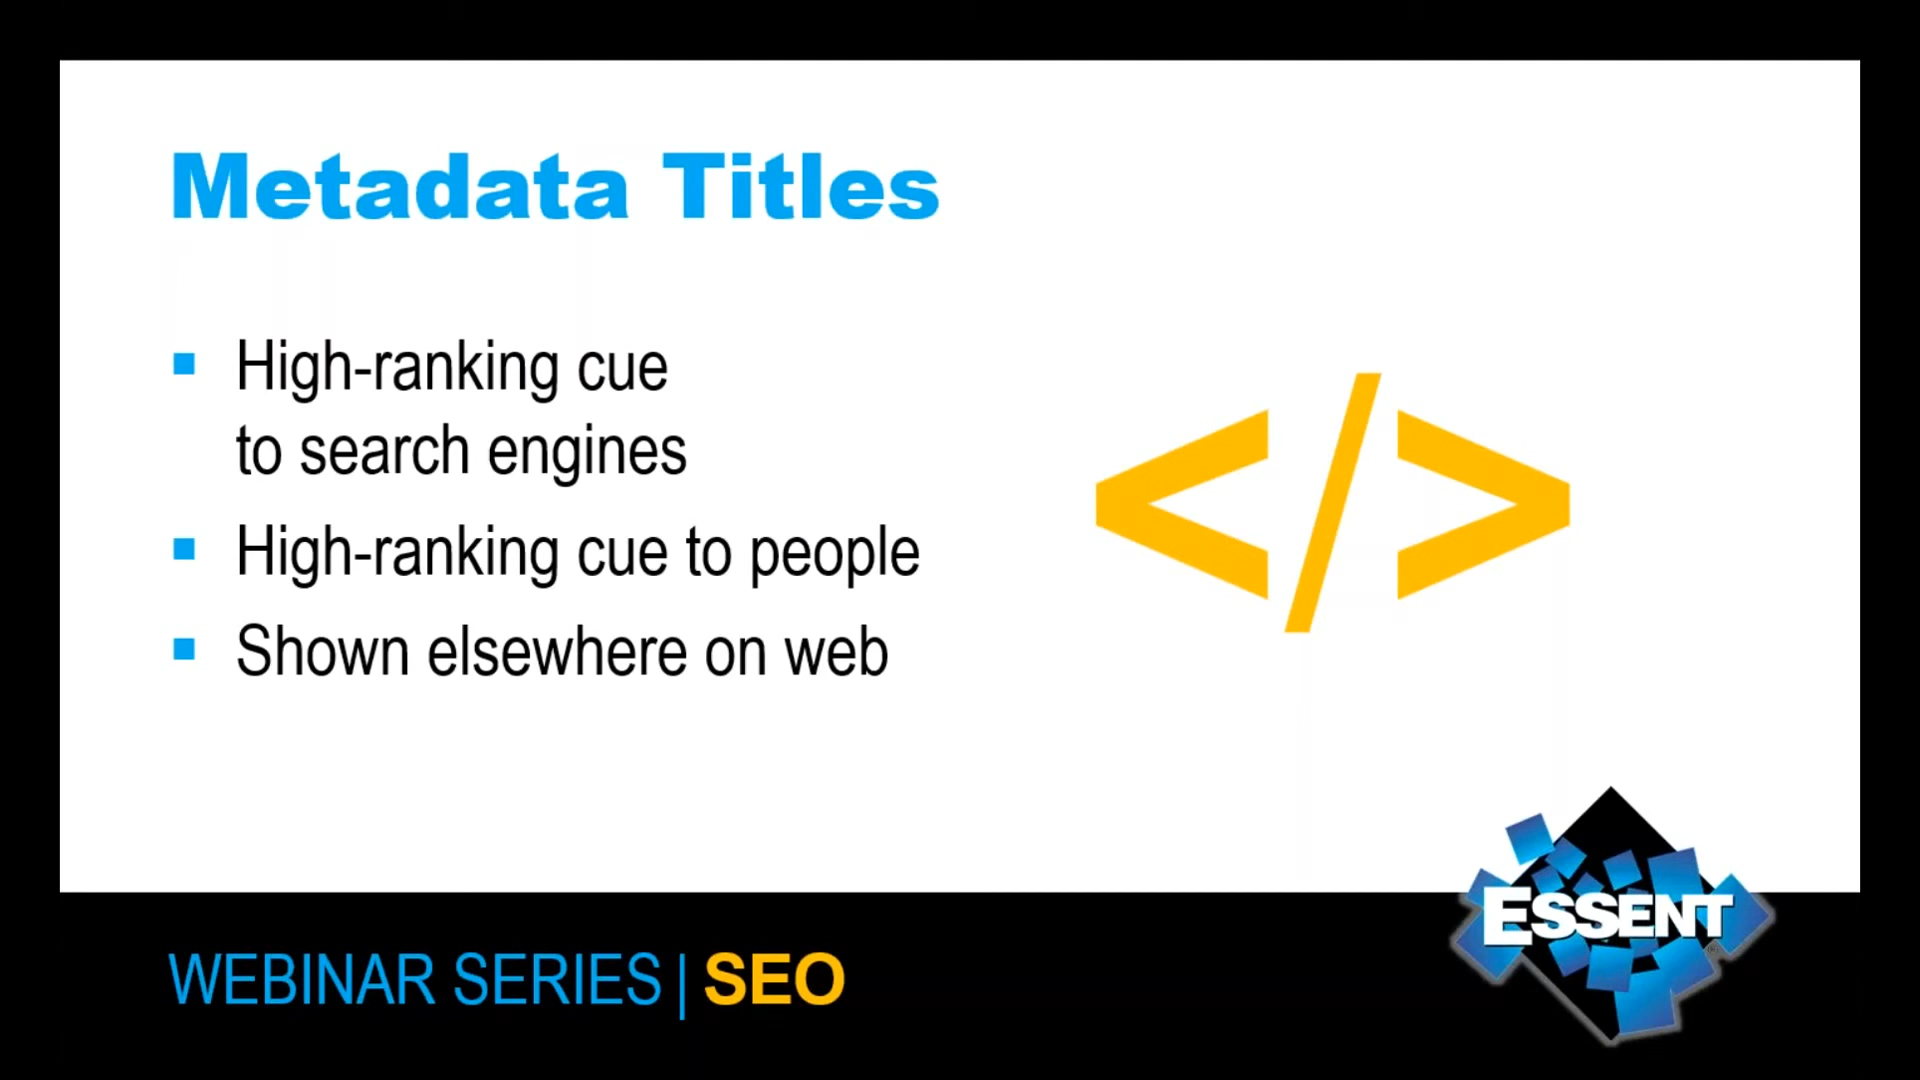 Metadata Titles
High-ranking cue
to search engines
High-ranking cue to people
Shown elsewhere on web
</>
ESSENT
WEBINAR SERIES | SEO